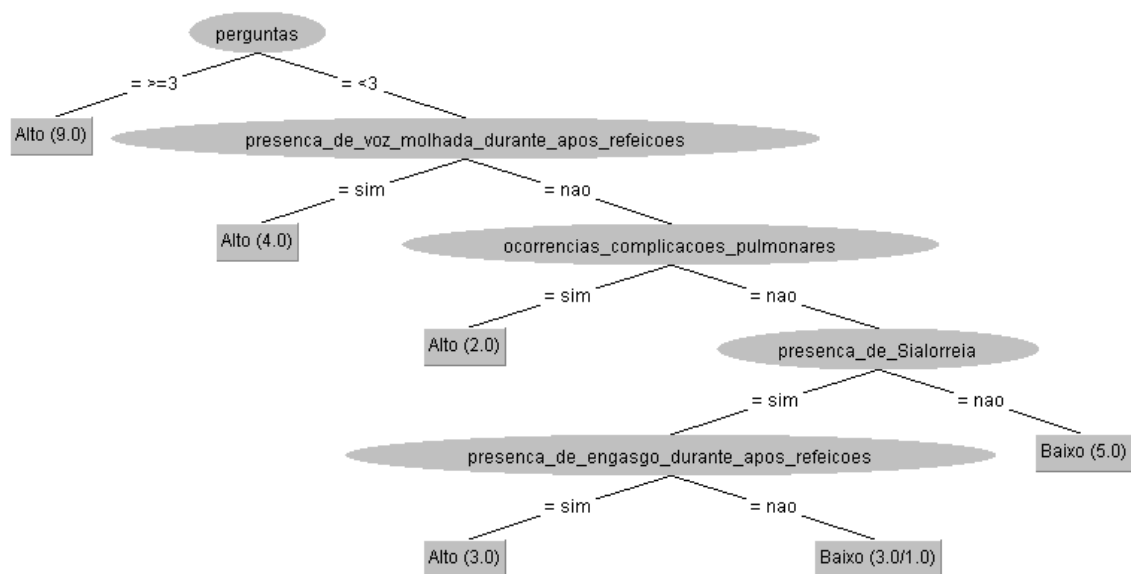 perguntas
= >=3
= <3
Alto (9.0)
presenca_de_voz_molhada_durante_apos_refeicoes
= sim
= nao
Alto (4.0)
ocorrencias_complicacoes_pulmonares
= sim
= nao
Alto (2.0)
presenca_de_Sialorreia
= sim
= nao
presenca_de_engasgo_durante_apos_refeicoes
Baixo (5.0)
= sim
= nao
Alto (3.0)
Baixo (3.0/1.0)